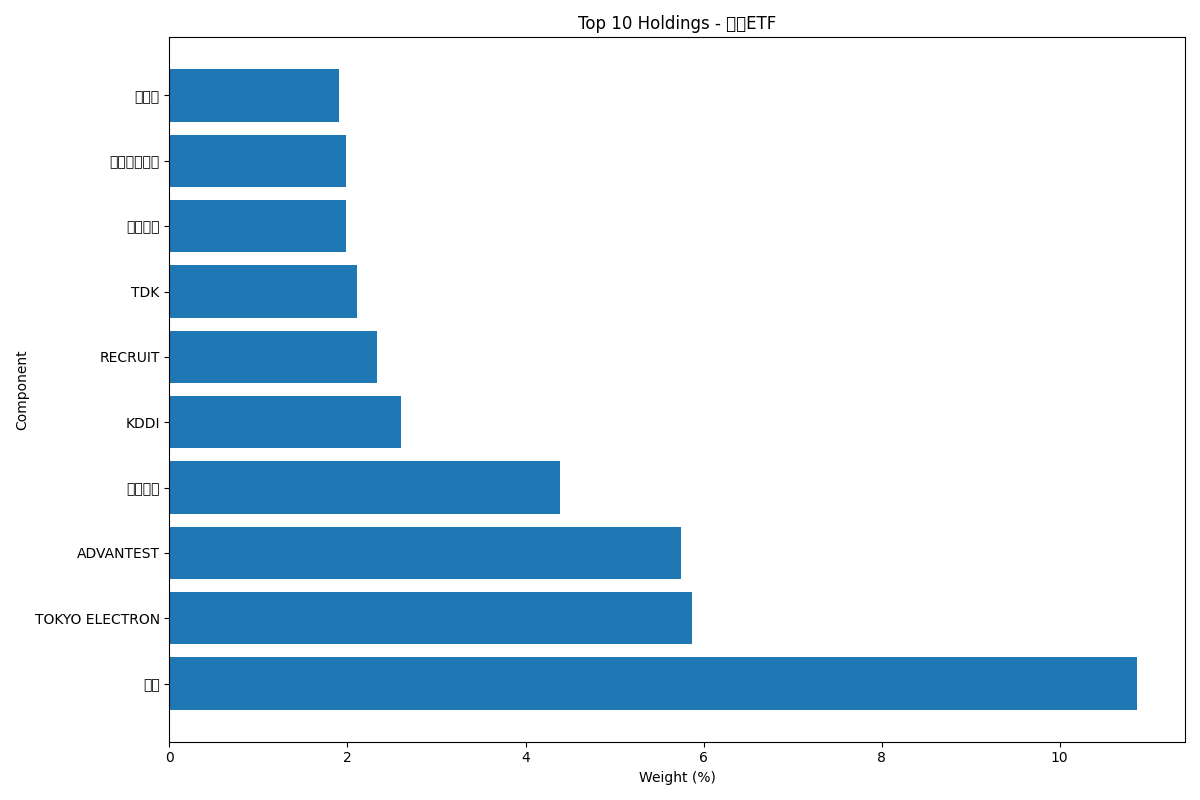 Top 10 Holdings - ETF
Component
TDK
RECRUIT
KDDI
ADVANTEST
TOKYO ELECTRON
0 2 4 6 8 10
Weight (%)